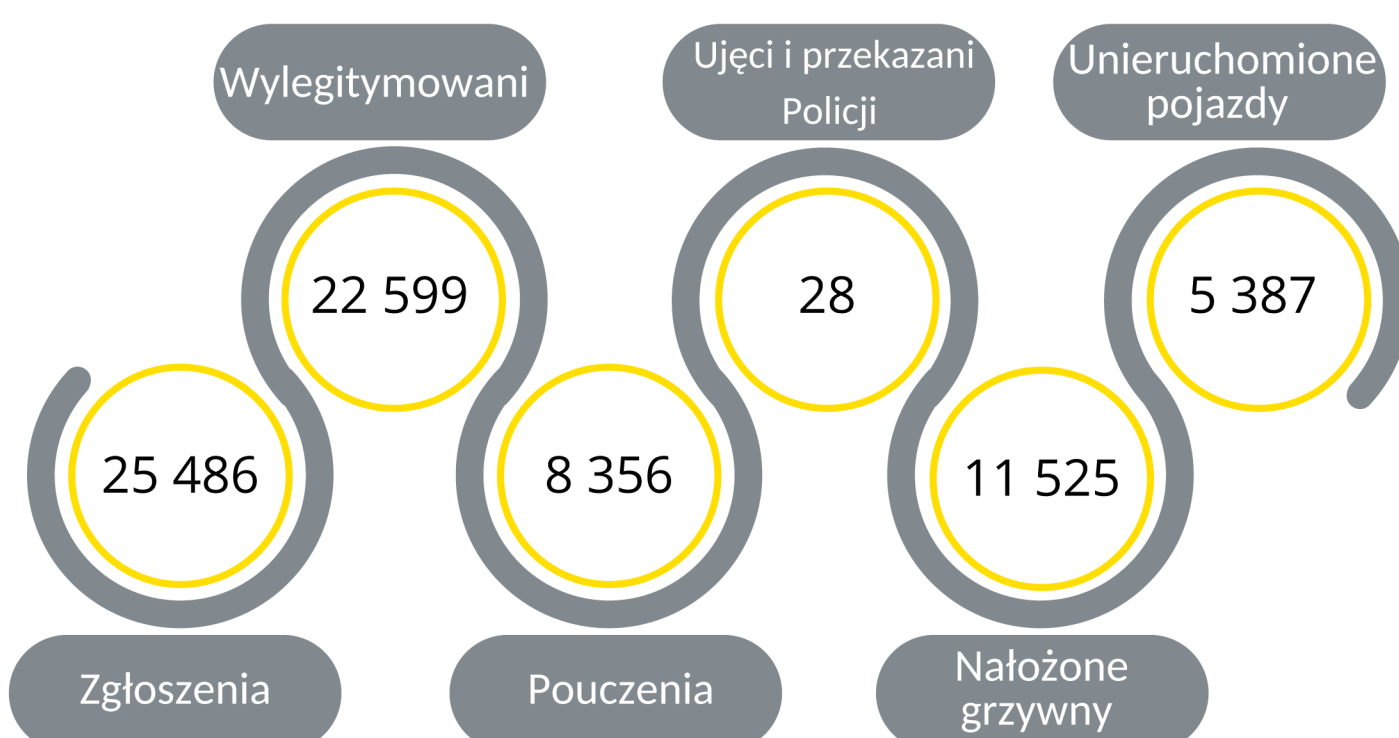 Wylegitymowani
Ujęci i przekazani
Policji
Unieruchomione
pojazdy
22 599
28
5 387
25 486
8 356
11 525
Zgłoszenia
Pouczenia
Nałożone
grzywny